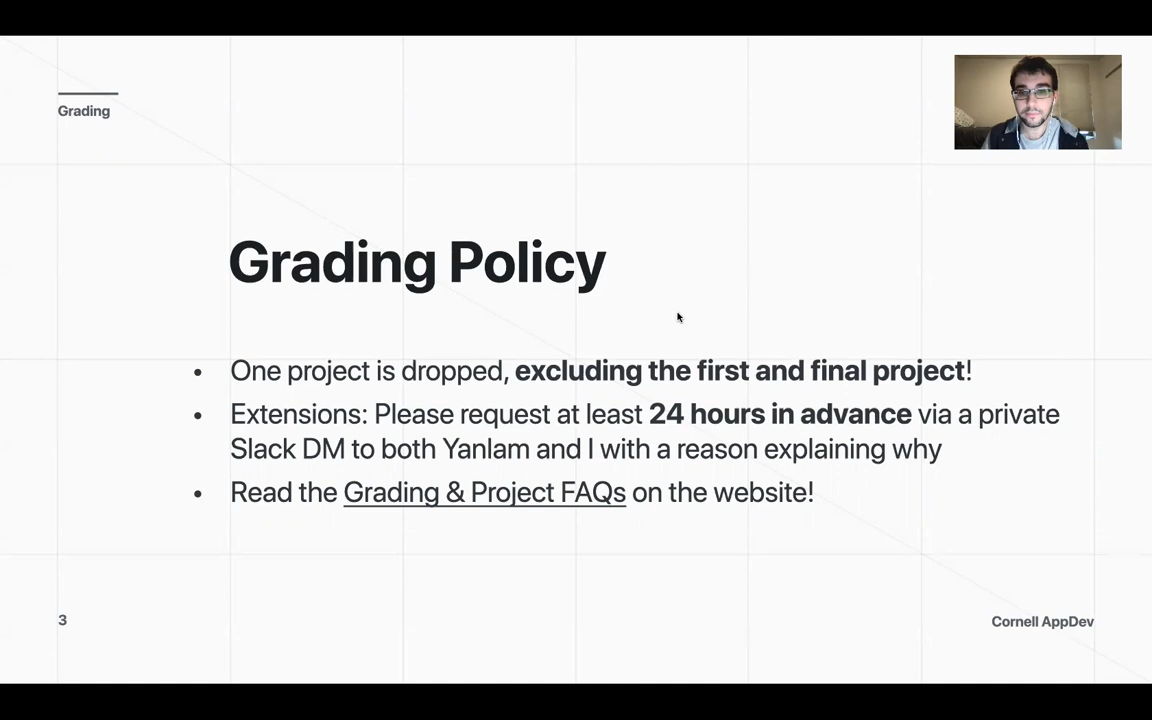 Grading
Grading Policy
• One project is dropped, excluding the first and final project!
• Extensions: Please request at least 24 hours in advance via a private
Slack DM to both Yanlam and I with a reason explaining why
• Read the Grading & Project FAQs on the website!
3
Cornell AppDev